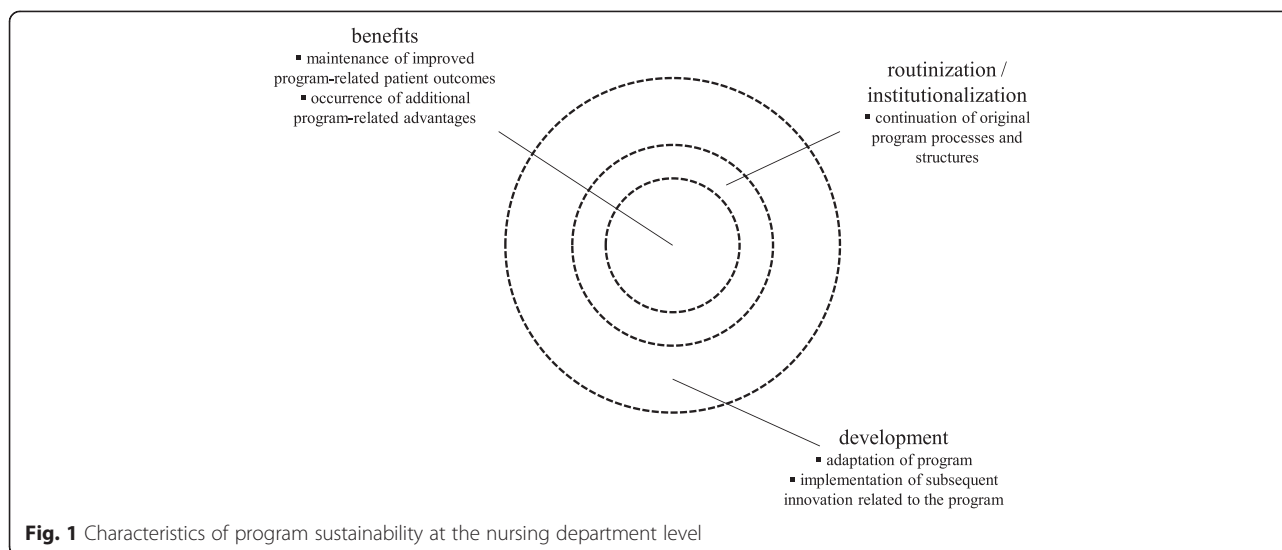 benefits
▪ maintenance of improved
program-related patient outcomes
▪ occurrence of additional
program-related advantages
routinization /
institutionalization
▪ continuation of original
program processes and
structures
development
▪ adaptation of program
▪ implementation of subsequent
innovation related to the program
Fig. 1 Characteristics of program sustainability at the nursing department level